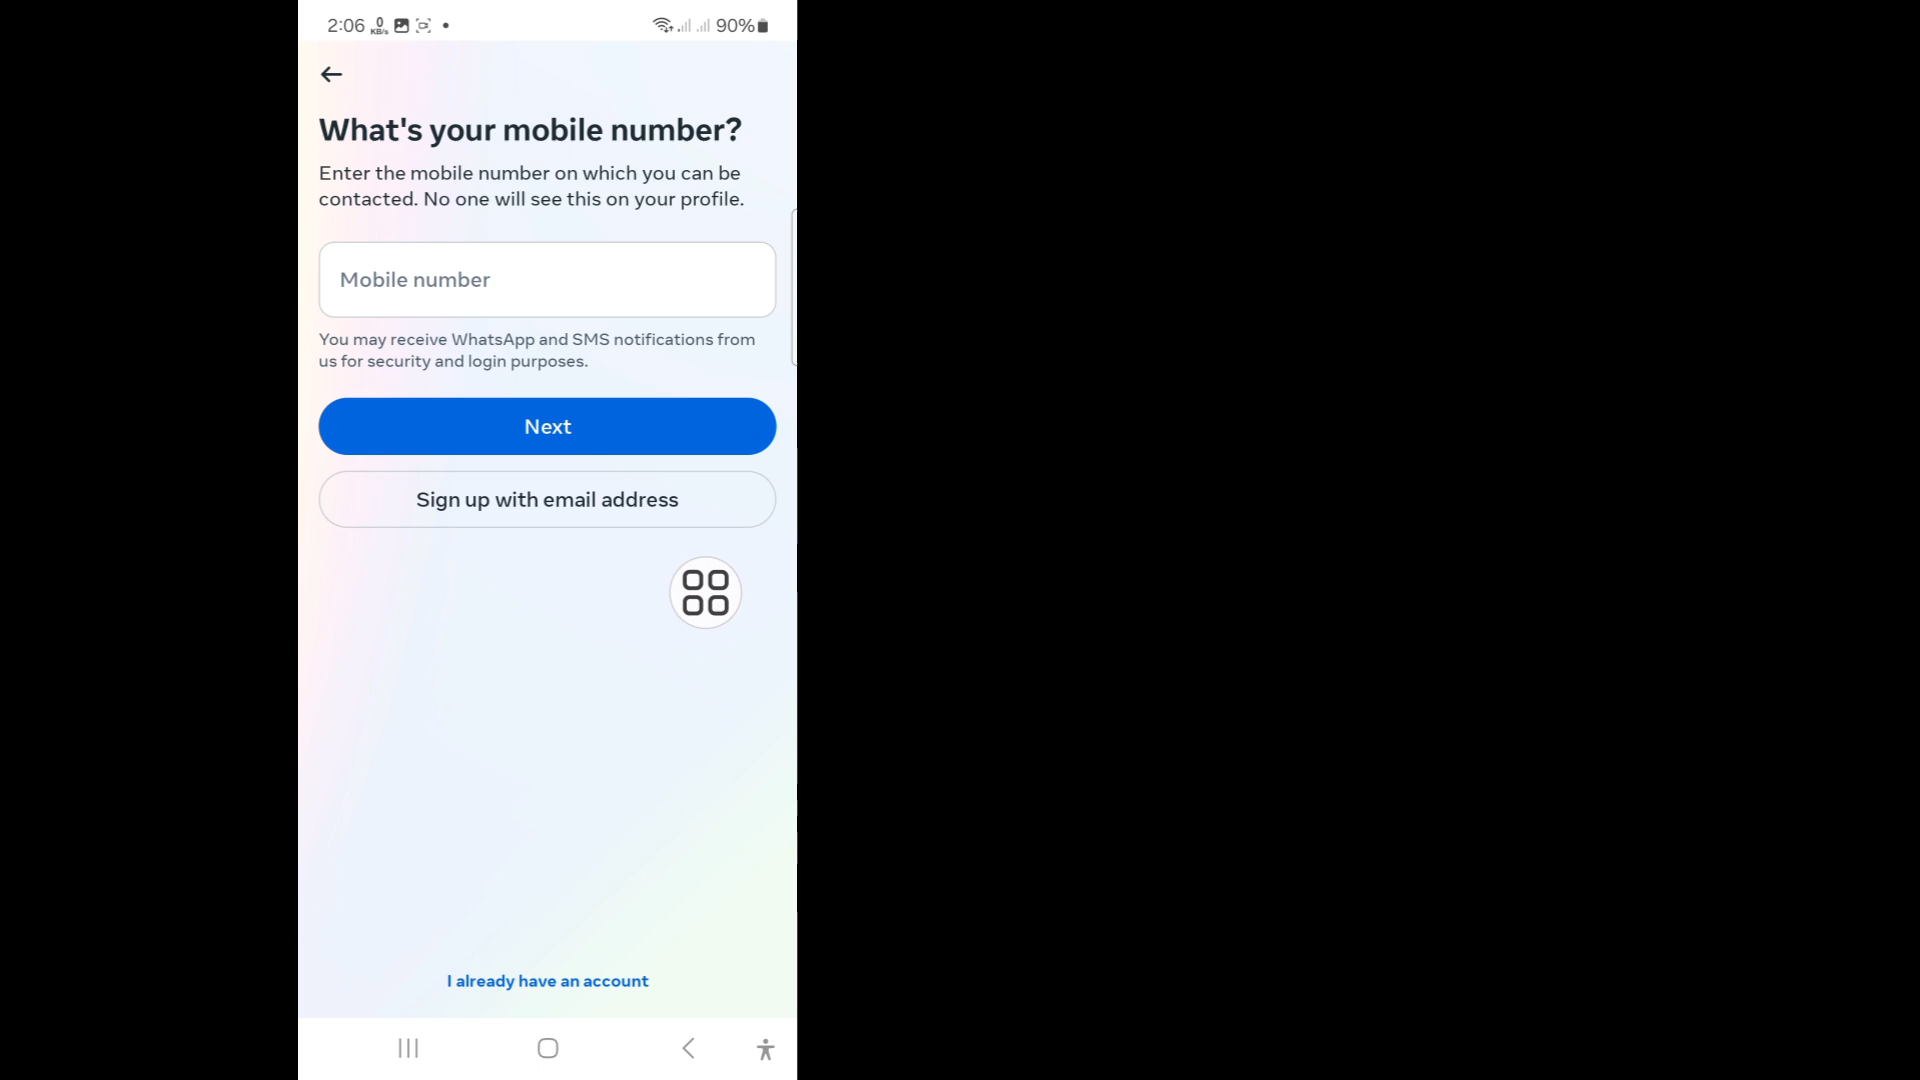 2:06 0 KB/s 90%
What's your mobile number?
Enter the mobile number on which you can be
contacted. No one will see this on your profile.
Mobile number
You may receive WhatsApp and SMS notifications from
us for security and login purposes.
Next
Sign up with email address
I already have an account